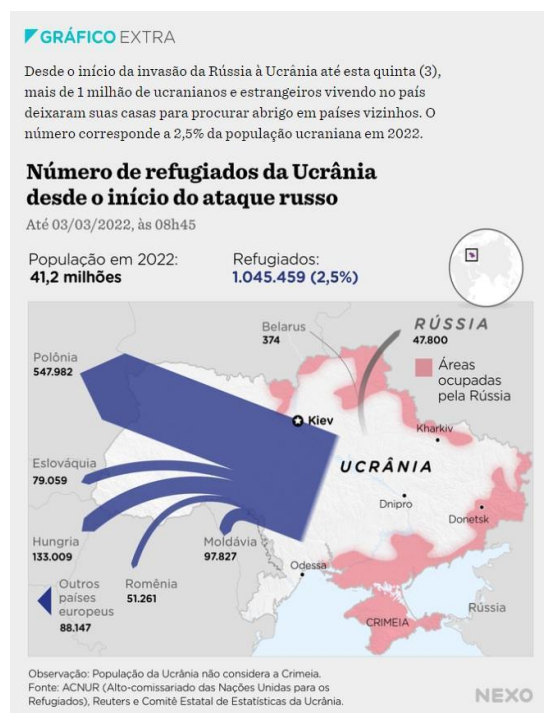 GRÁFICO EXTRA
Desde o início da invasão da Rússia à Ucrânia até esta quinta (3),
mais de 1 milhão de ucranianos e estrangeiros vivendo no país
deixaram suas casas para procurar abrigo em países vizinhos. O
número corresponde a 2,5% da população ucraniana em 2022.
Número de refugiados da Ucrânia
desde o início do ataque russo
Até 03/03/2022, às 08h45
População em 2022:
41,2 milhões
Refugiados:
1.045.459 (2,5%)
Belarus
374
RÚSSIA
47.800
Polônia
547.982
Áreas
ocupadas
pela Rússia
Kiev
Kharkiv
UCRÂNIA
Eslováquia
79.059
Dnipro
Donetsk
Hungria
133.009
Moldávia
97.827
Odessa
Outros
países
europeus
88.147
Romênia
51.261
Rússia
CRIMEIA
Observação: População da Ucrânia não considera a Crimeia.
Fonte: ACNUR (Alto-comissariado das Nações Unidas para os
Refugiados), Reuters e Comitê Estatal de Estatísticas da Ucrânia.
NEXO